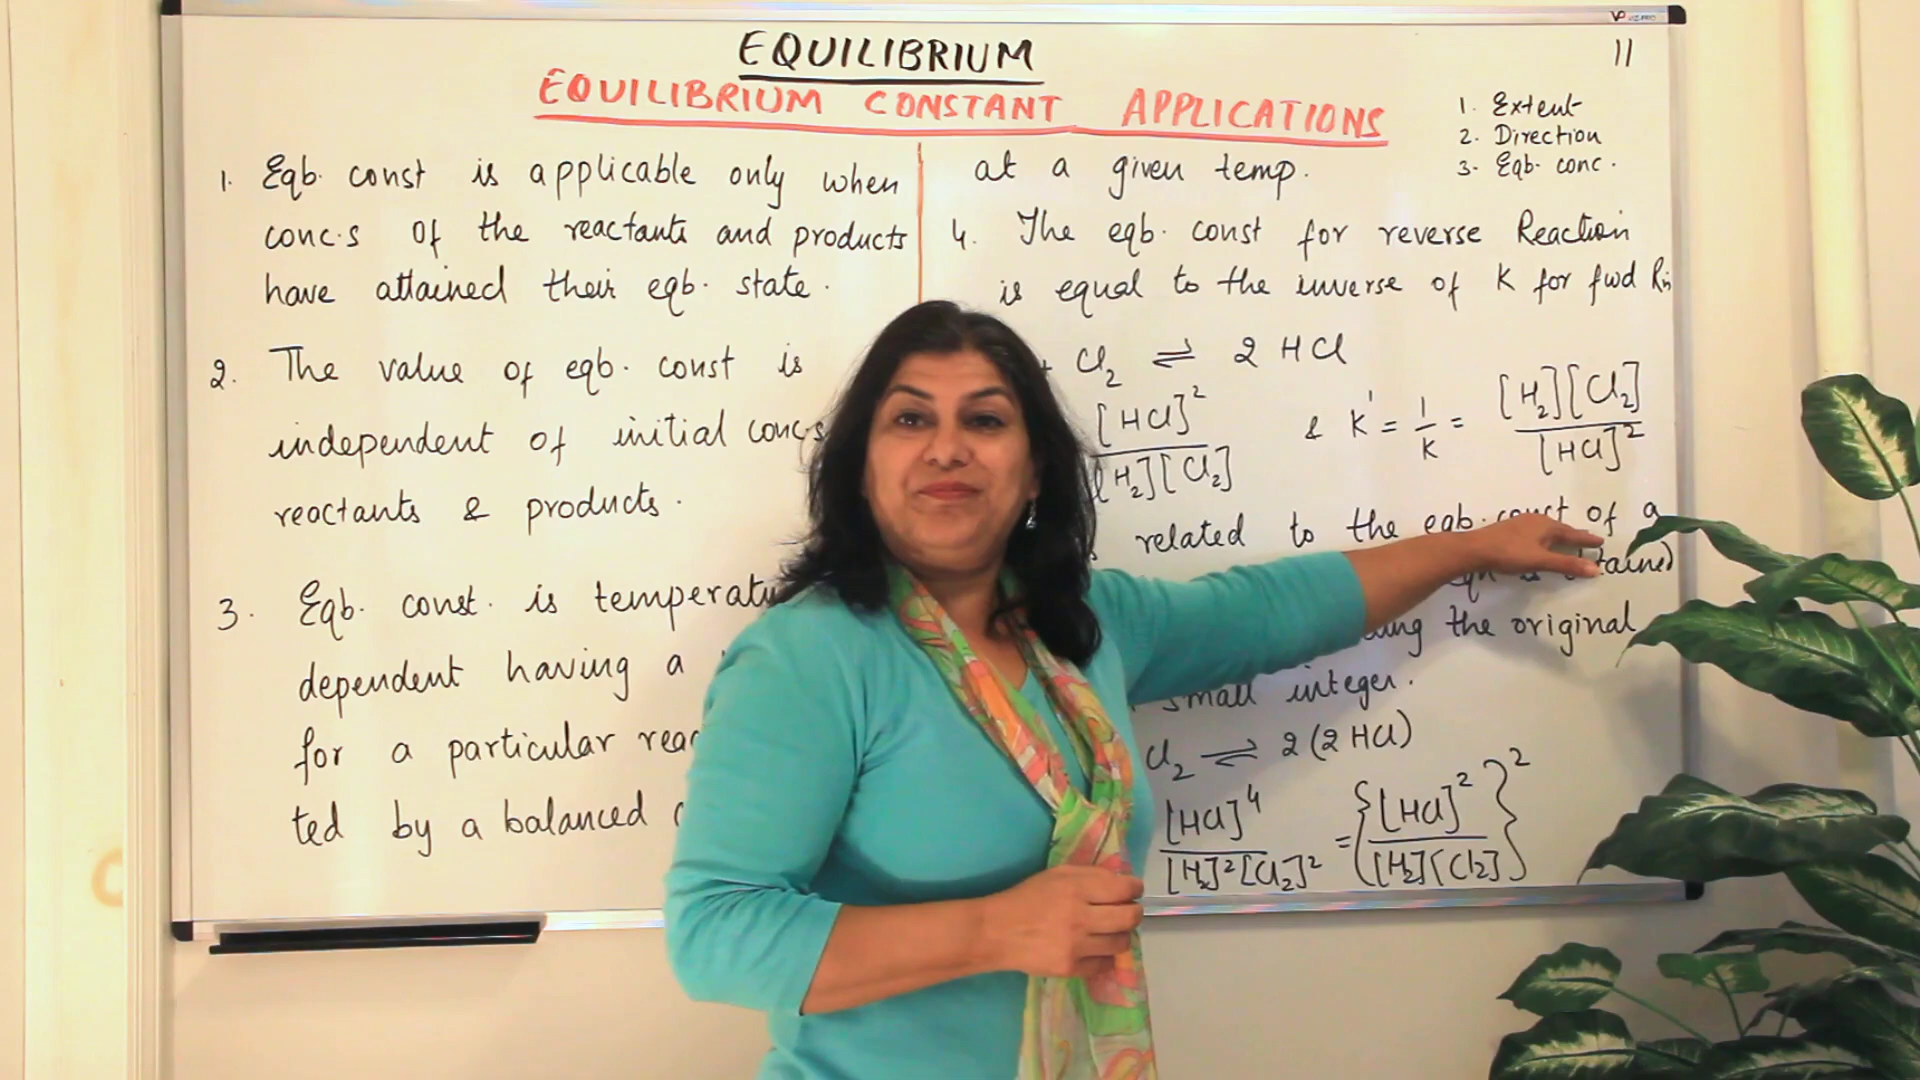 EQUILIBRIUM
11
EQUILIBRIUM CONSTANT APPLICATIONS
1. Extent
2. Direction
3. Eqb. conc.
1. Eqb. const is applicable only when
conc.s of the reactants and products
have attained their eqb. state.
2. The value of eqb. const is
independent of initial concs
reactants & products.
3. Eqb. const. is
dependent having a
for a particular
ted by a balanced
at a given temp.
4. The eqb. const for reverse Reaction
is equal to the inverse of K for fwd Rn
Cl₂ ⇌ 2 HCl
[HCl]² / [H₂][Cl₂] & K' = 1/K = [H₂][Cl₂] / [HCl]²
related to the eqb. const of a
the original
small integer.
Cl₂ ⇌ 2(2HCl)
[HCl]⁴ / [H₂]²[Cl₂]² = {[HCl]² / [H₂][Cl₂]}²